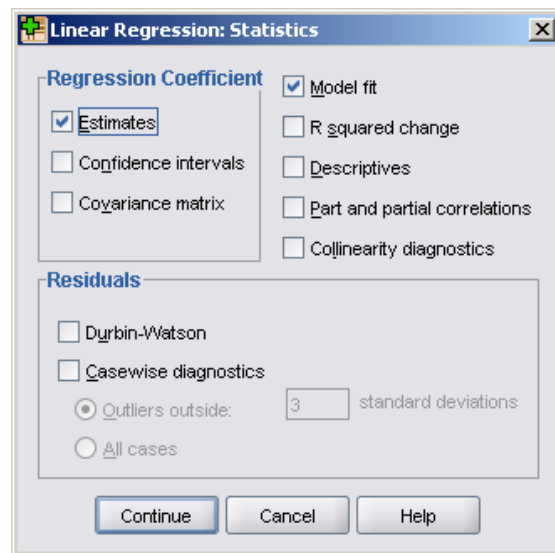 Linear Regression: Statistics
Regression Coefficient
Estimates
Confidence intervals
Covariance matrix
Model fit
R squared change
Descriptives
Part and partial correlations
Collinearity diagnostics
Residuals
Durbin-Watson
Casewise diagnostics
Outliers outside: 3 standard deviations
All cases
Continue Cancel Help